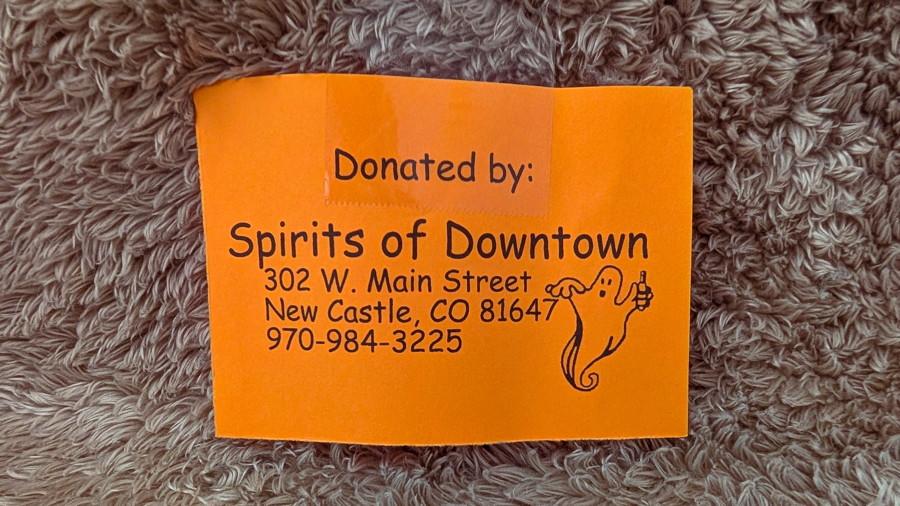 Donated by:
Spirits of Downtown
302 W. Main Street
New Castle, CO 81647
970-984-3225